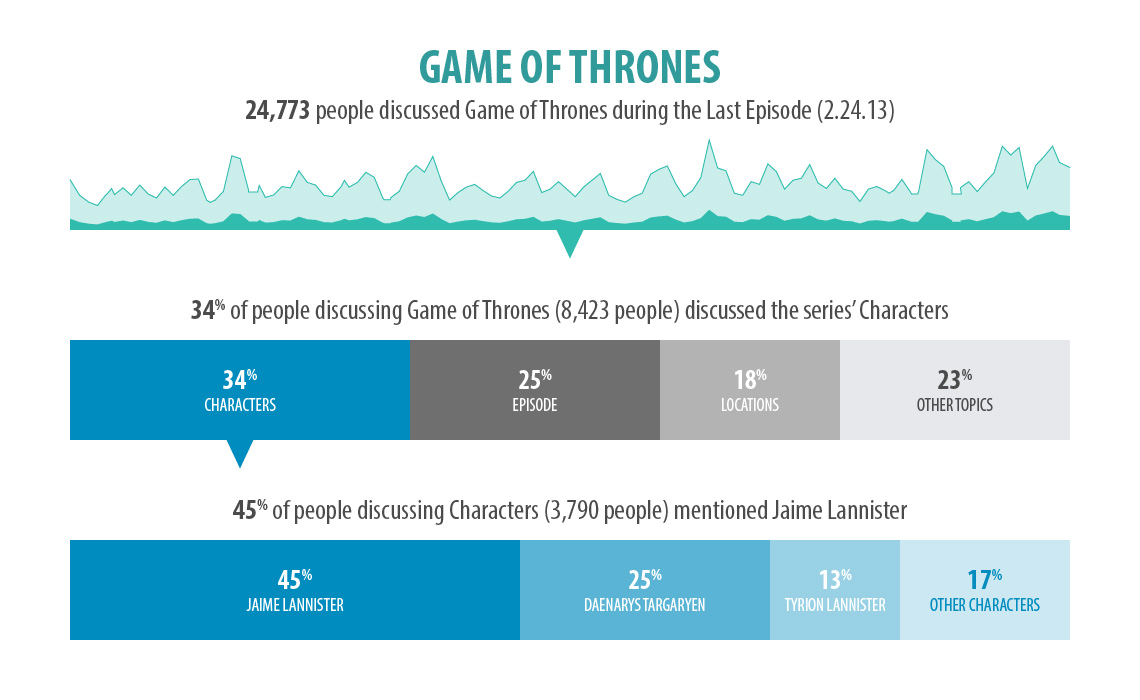 GAME OF THRONES
24,773 people discussed Game of Thrones during the Last Episode (2.24.13)
34% of people discussing Game of Thrones (8,423 people) discussed the series’ Characters
34%
CHARACTERS
25%
EPISODE
18%
LOCATIONS
23%
OTHER TOPICS
45% of people discussing Characters (3,790 people) mentioned Jaime Lannister
45%
JAIME LANNISTER
25%
DAENARYS TARGARYEN
13%
TYRION LANNISTER
17%
OTHER CHARACTERS